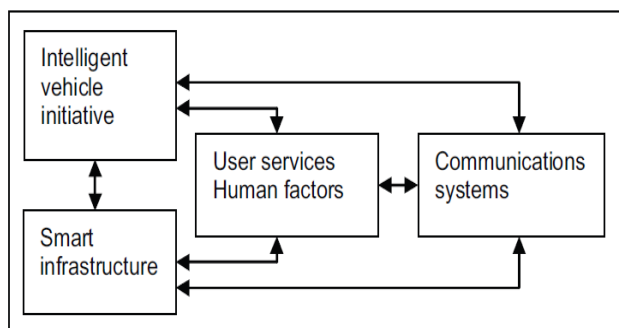 Intelligent
vehicle
initiative
User services
Human factors
Communications
systems
Smart
infrastructure